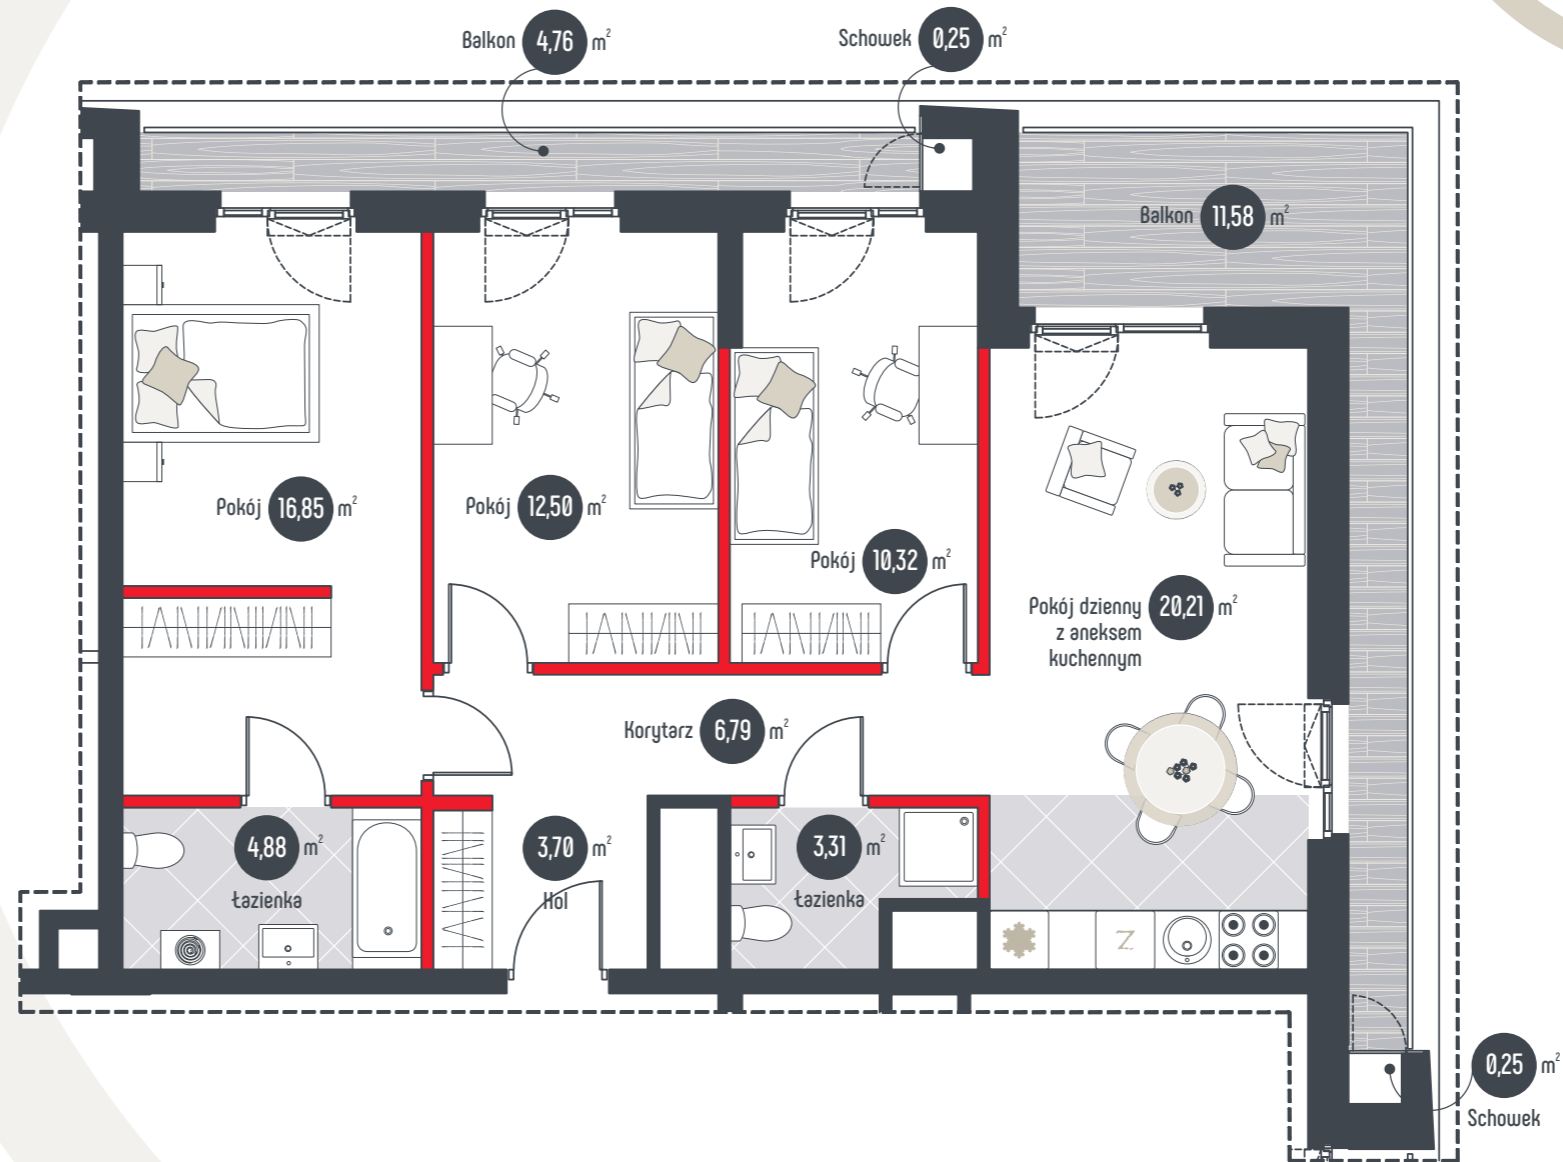 Balkon 4,76 m²
Schowek 0,25 m²
Balkon 11,58 m²
Pokój 16,85 m²
Pokój 12,50 m²
Pokój 10,32 m²
Pokój dzienny 20,21 m²
z aneksem
kuchennym
Korytarz 6,79 m²
4,88 m²
Łazienka
3,70 m²
Hol
3,31 m²
Łazienka
Z
0,25 m²
Schowek